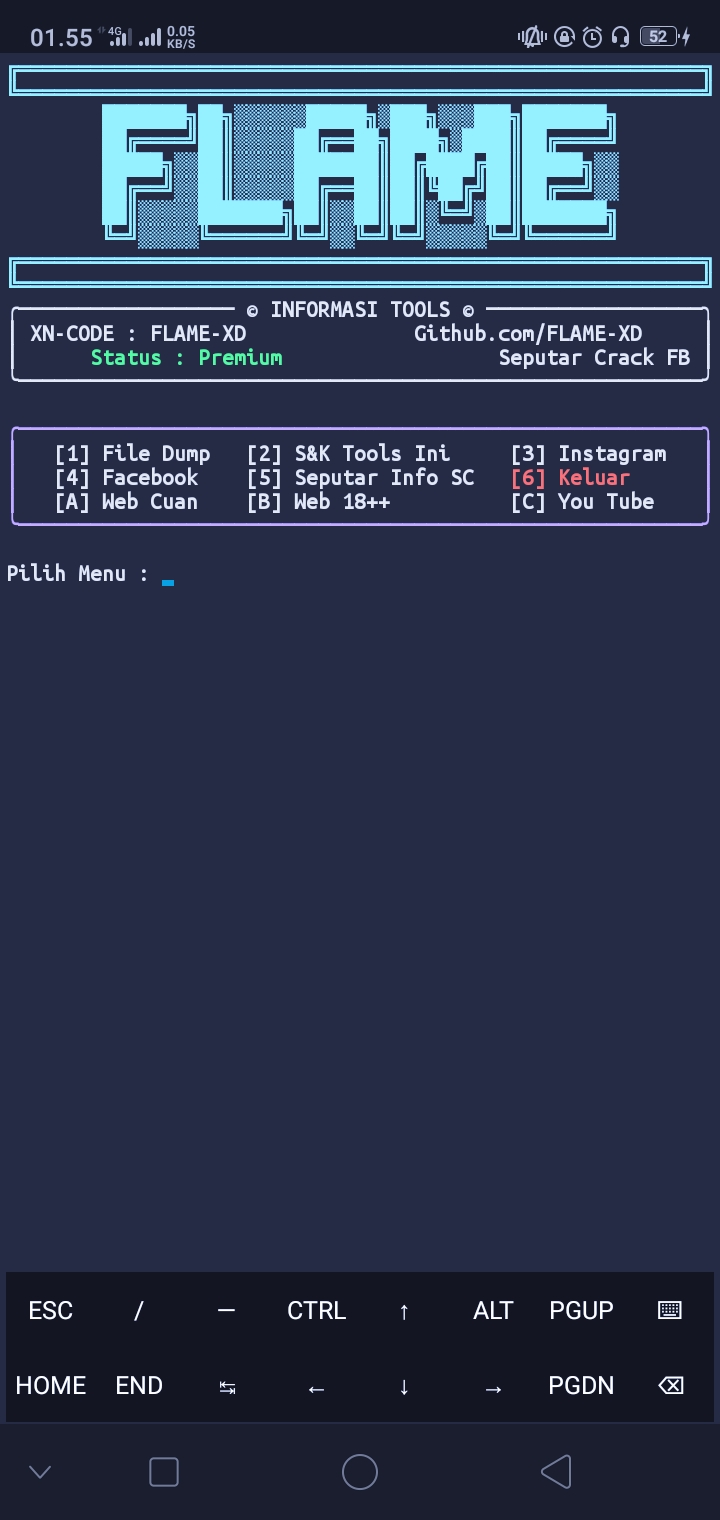 01.55 4G 0.05 KB/S 52
FLAME
© INFORMASI TOOLS ©
XN-CODE : FLAME-XD Github.com/FLAME-XD
Status : Premium Seputar Crack FB
[1] File Dump [2] S&K Tools Ini [3] Instagram
[4] Facebook [5] Seputar Info SC [6] Keluar
[A] Web Cuan [B] Web 18++ [C] You Tube
Pilih Menu :
ESC / — CTRL ↑ ALT PGUP
HOME END ↹ ← ↓ → PGDN ⌫